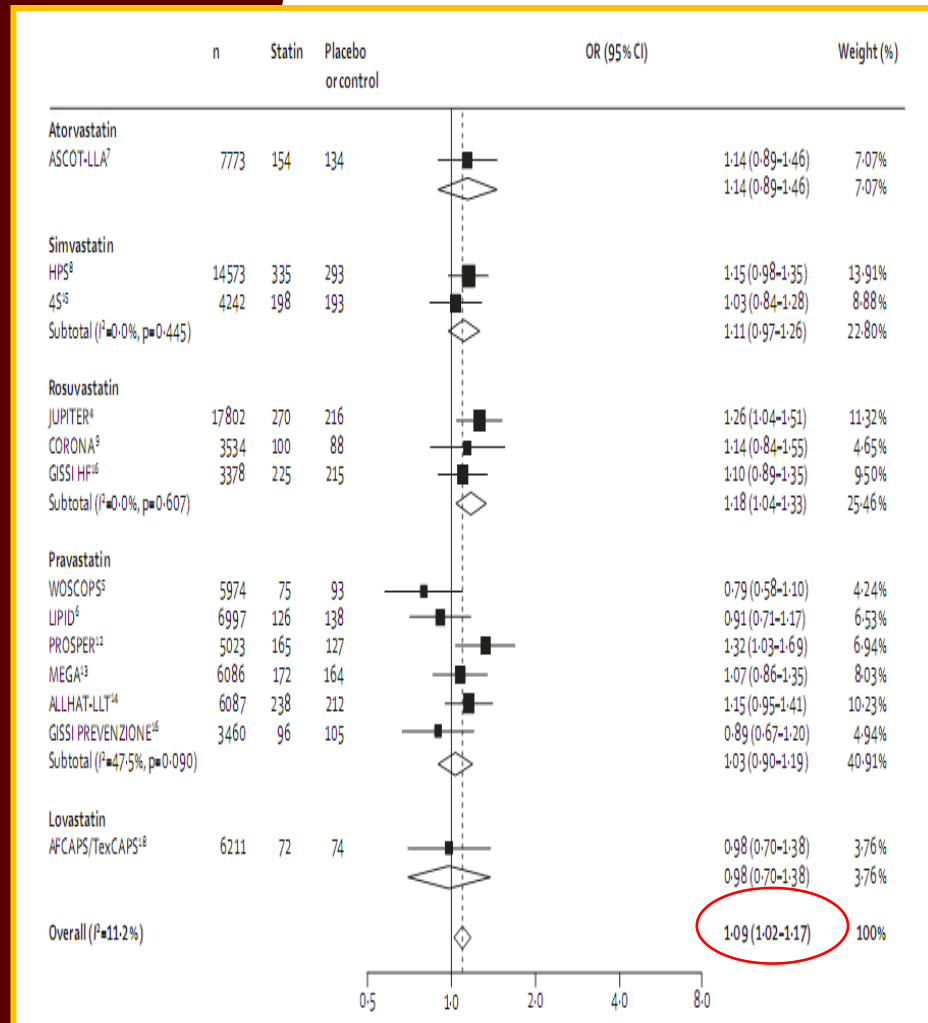 n Statin Placebo or control OR (95% CI) Weight (%)
Atorvastatin
ASCOT-LLA⁷ 7773 154 134 1·14 (0·89–1·46) 7·07%
1·14 (0·89–1·46) 7·07%
Simvastatin
HPS⁸ 14573 335 293 1·15 (0·98–1·35) 13·91%
4S¹⁵ 4242 198 193 1·03 (0·84–1·28) 8·88%
Subtotal (I²=0·0%, p=0·445) 1·11 (0·97–1·26) 22·80%
Rosuvastatin
JUPITER⁴ 17802 270 216 1·26 (1·04–1·51) 11·32%
CORONA⁹ 3534 100 88 1·14 (0·84–1·55) 4·65%
GISSI HF¹⁶ 3378 225 215 1·10 (0·89–1·35) 9·50%
Subtotal (I²=0·0%, p=0·607) 1·18 (1·04–1·33) 25·46%
Pravastatin
WOSCOPS⁵ 5974 75 93 0·79 (0·58–1·10) 4·24%
LIPID⁶ 6997 126 138 0·91 (0·71–1·17) 6·53%
PROSPER¹² 5023 165 127 1·32 (1·03–1·69) 6·94%
MEGA¹³ 6086 172 164 1·07 (0·86–1·35) 8·03%
ALLHAT-LLT¹⁴ 6087 238 212 1·15 (0·95–1·41) 10·23%
GISSI PREVENZIONE¹⁶ 3460 96 105 0·89 (0·67–1·20) 4·94%
Subtotal (I²=47·5%, p=0·090) 1·03 (0·90–1·19) 40·91%
Lovastatin
AFCAPS/TexCAPS¹⁸ 6211 72 74 0·98 (0·70–1·38) 3·76%
0·98 (0·70–1·38) 3·76%
Overall (I²=11·2%) 1·09 (1·02–1·17) 100%
0·5 1·0 2·0 4·0 8·0